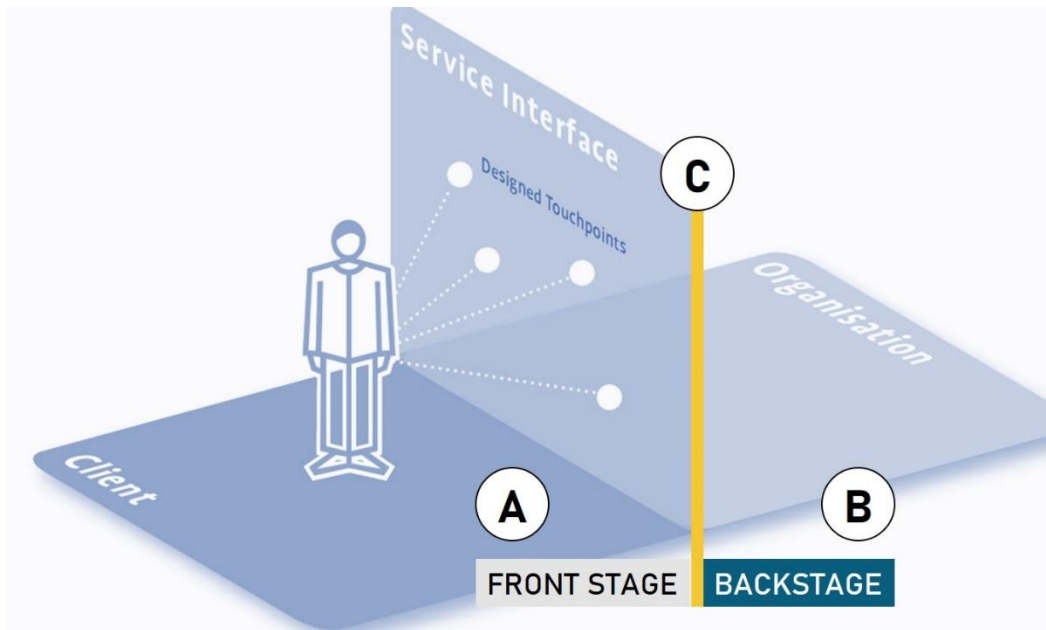 Service Interface
Designed Touchpoints
C
Organisation
Client
A
B
FRONT STAGE
BACKSTAGE